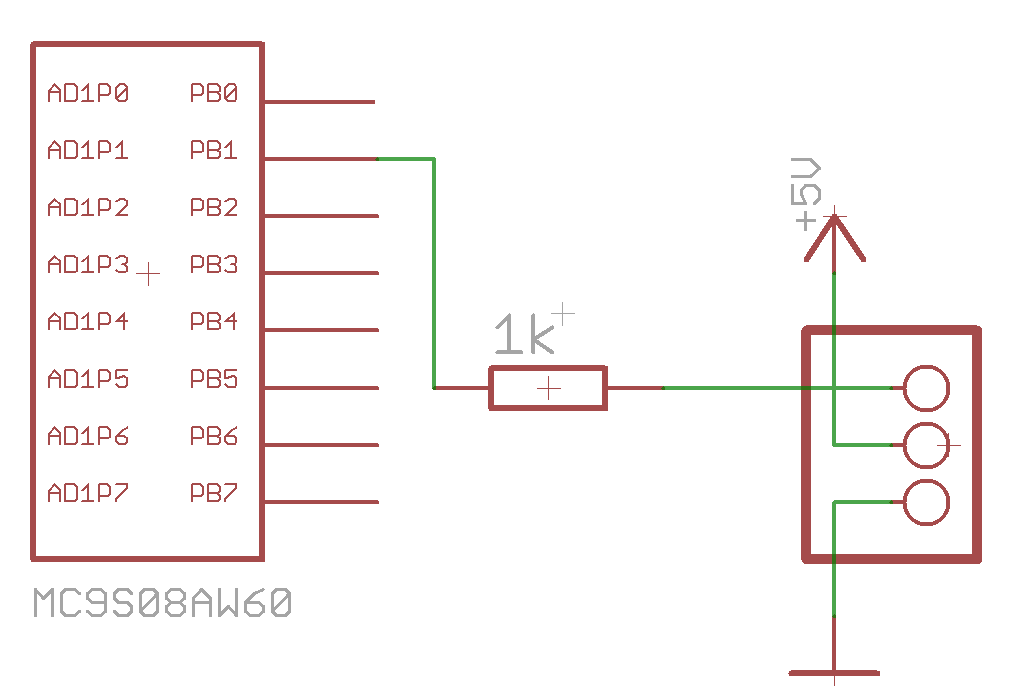 AD1P0 PB0
AD1P1 PB1
AD1P2 PB2
AD1P3 PB3
AD1P4 PB4
AD1P5 PB5
AD1P6 PB6
AD1P7 PB7
MC9S08AW60
1k
+5V